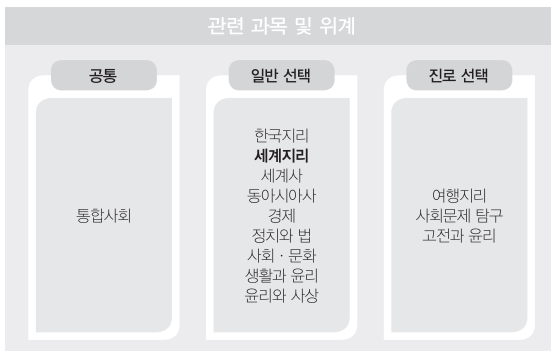 관련 과목 및 위계
공통
통합사회
일반 선택
한국지리
세계지리
세계사
동아시아사
경제
정치와 법
사회 · 문화
생활과 윤리
윤리와 사상
진로 선택
여행지리
사회문제 탐구
고전과 윤리